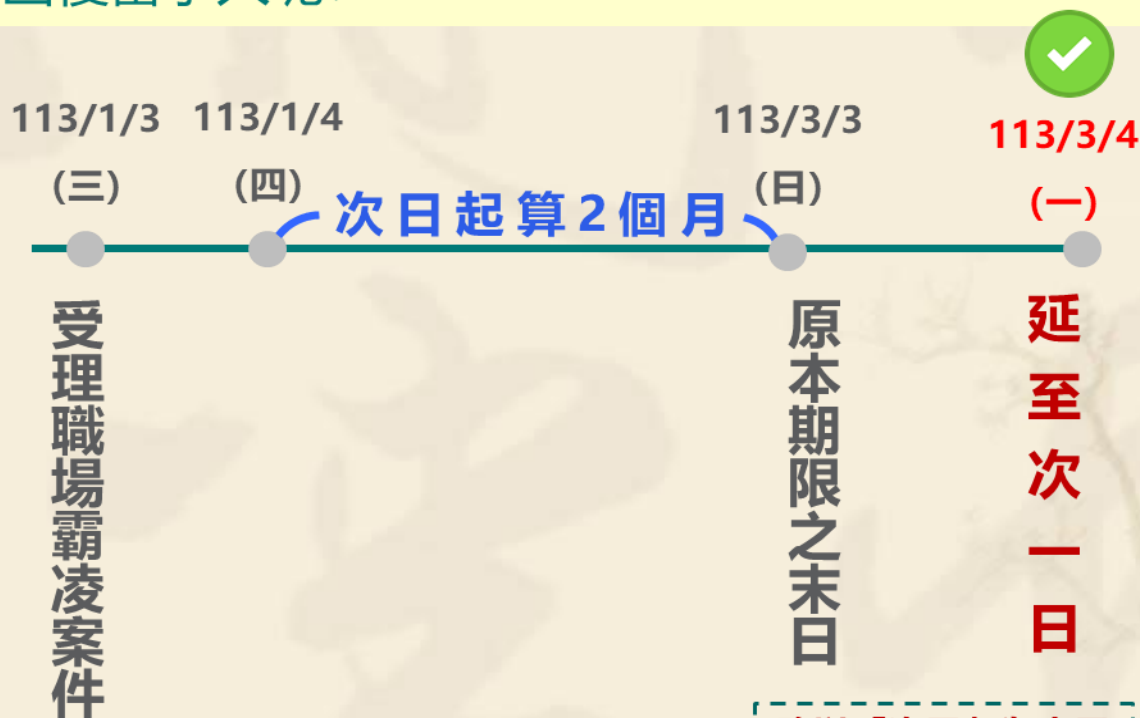 113/1/3
(三)
受理職場霸凌案件
113/1/4
(四)
次日起算2個月
113/3/3
(日)
原本期限之末日
113/3/4
(一)
延至次一日